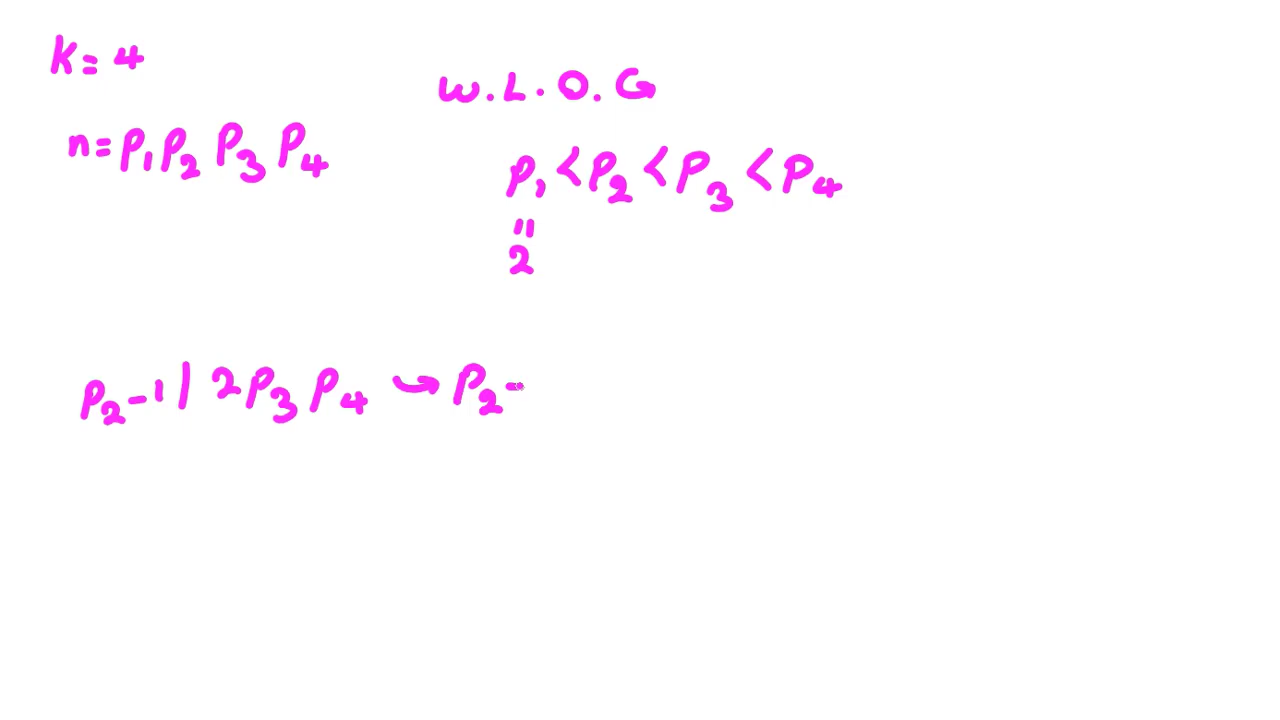 K = 4
W.L.O.G
n = p₁ p₂ p₃ p₄
p₁ < p₂ < p₃ < p₄
=
2
p₂ - 1 | 2 p₃ p₄ → p₂ -